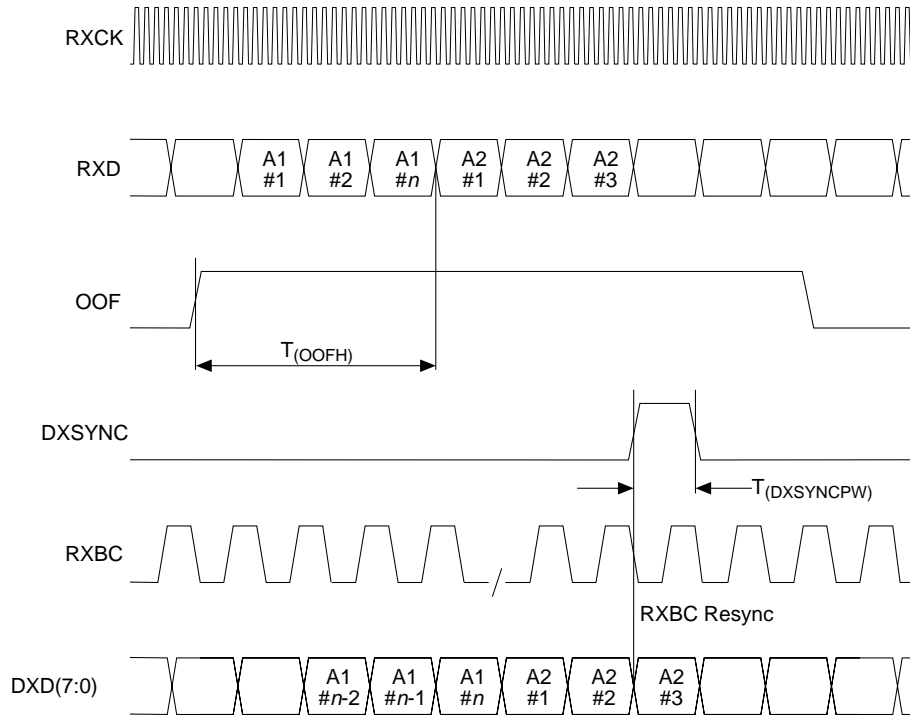 RXCK
RXD
A1 #1
A1 #2
A1 #n
A2 #1
A2 #2
A2 #3
OOF
T(OOFH)
DXSYNC
T(DXSYNCPW)
RXBC
RXBC Resync
DXD(7:0)
A1 #n-2
A1 #n-1
A1 #n
A2 #1
A2 #2
A2 #3